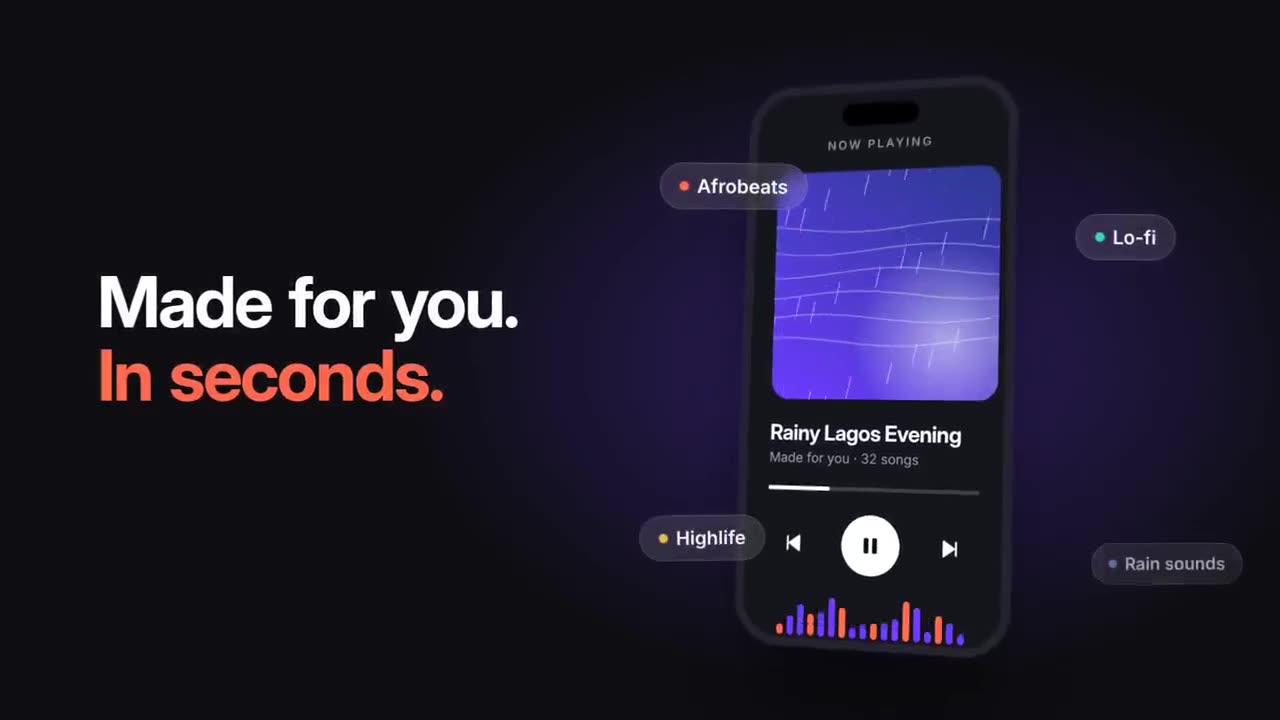 Made for you.
In seconds.
NOW PLAYING
Afrobeats
Lo-fi
Rainy Lagos Evening
Made for you · 32 songs
Highlife
Rain sounds